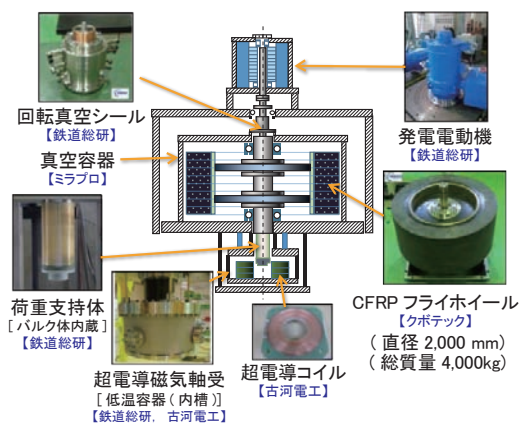 回転真空シール
【鉄道総研】
真空容器
【ミラプロ】
荷重支持体
[ バルク体内蔵 ]
【鉄道総研】
超電導磁気軸受
[ 低温容器 ( 内槽 ) ]
【鉄道総研, 古河電工】
超電導コイル
【古河電工】
発電電動機
【鉄道総研】
CFRP フライホイール
【クボテック】
( 直径 2,000 mm)
( 総質量 4,000kg)